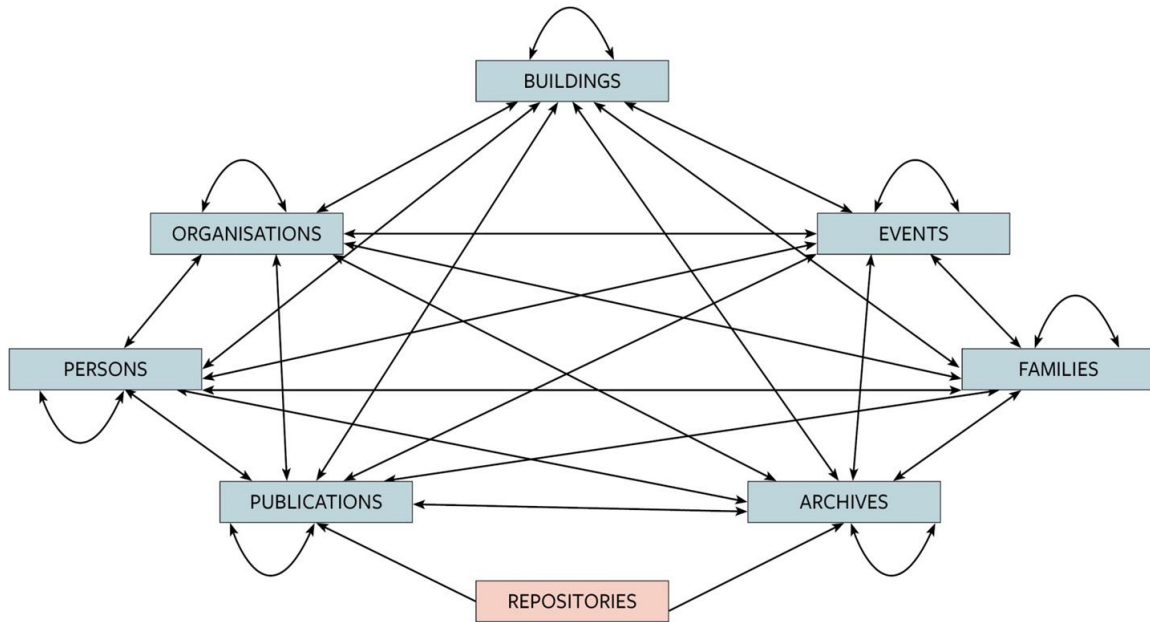 BUILDINGS
ORGANISATIONS
EVENTS
PERSONS
FAMILIES
PUBLICATIONS
ARCHIVES
REPOSITORIES